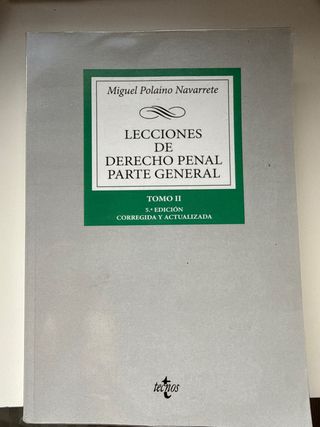 Miguel Polaino Navarrete
LECCIONES
DE
DERECHO PENAL
PARTE GENERAL
TOMO II
5.ª EDICIÓN
CORREGIDA Y ACTUALIZADA
tecnos